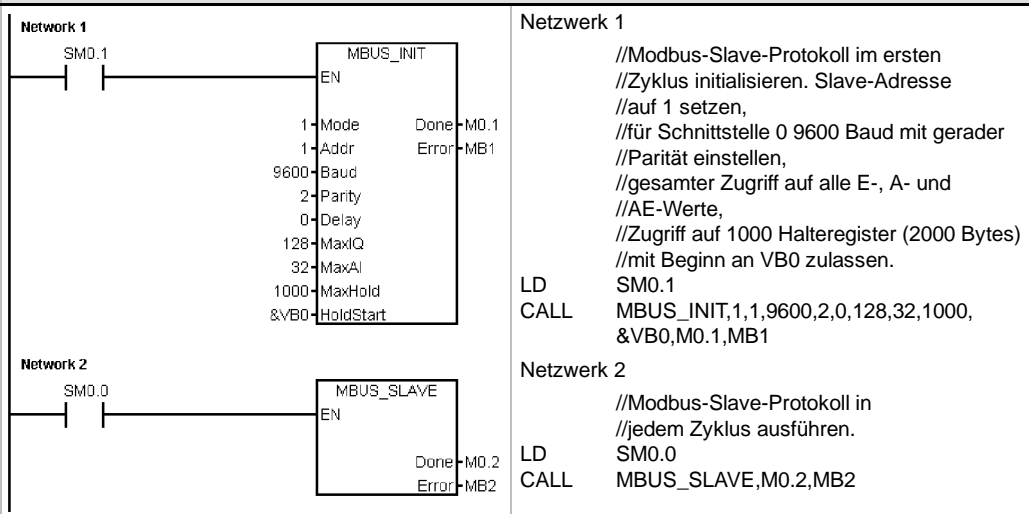 Network 1
SM0.1
MBUS_INIT
EN
1 Mode Done M0.1
1 Addr Error MB1
9600 Baud
2 Parity
0 Delay
128 MaxIQ
32 MaxAI
1000 MaxHold
&VB0 HoldStart
Network 2
SM0.0
MBUS_SLAVE
EN
Done M0.2
Error MB2
Netzwerk 1
//Modbus-Slave-Protokoll im ersten
//Zyklus initialisieren. Slave-Adresse
//auf 1 setzen,
//für Schnittstelle 0 9600 Baud mit gerader
//Parität einstellen,
//gesamter Zugriff auf alle E-, A- und
//AE-Werte,
//Zugriff auf 1000 Halteregister (2000 Bytes)
//mit Beginn an VB0 zulassen.
LD SM0.1
CALL MBUS_INIT,1,1,9600,2,0,128,32,1000,
&VB0,M0.1,MB1
Netzwerk 2
//Modbus-Slave-Protokoll in
//jedem Zyklus ausführen.
LD SM0.0
CALL MBUS_SLAVE,M0.2,MB2